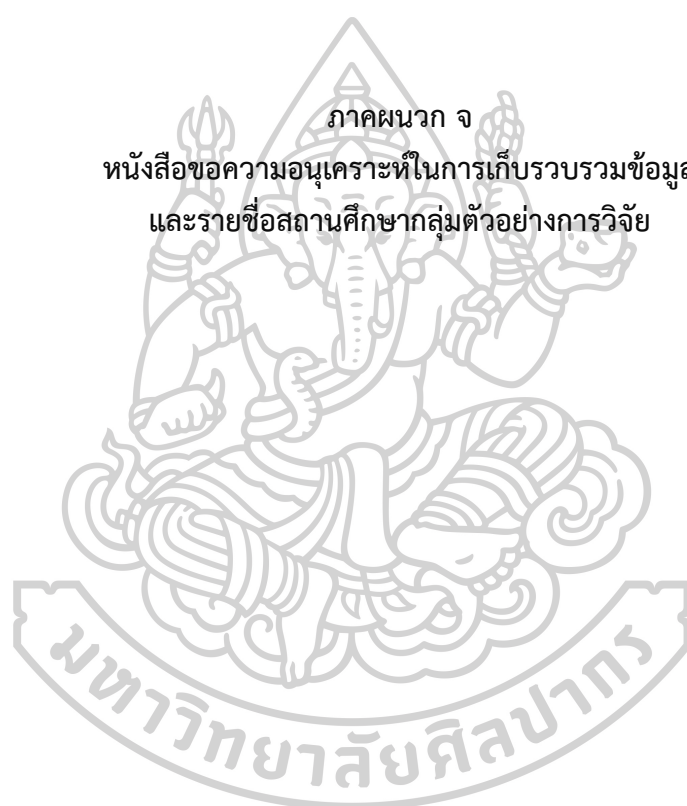 ภาคผนวก จ
หนังสือขอความอนุเคราะห์ในการเก็บรวบรวมข้อมูล
และรายชื่อสถานศึกษากลุ่มตัวอย่างการวิจัย
มหาวิทยาลัยศิลปากร